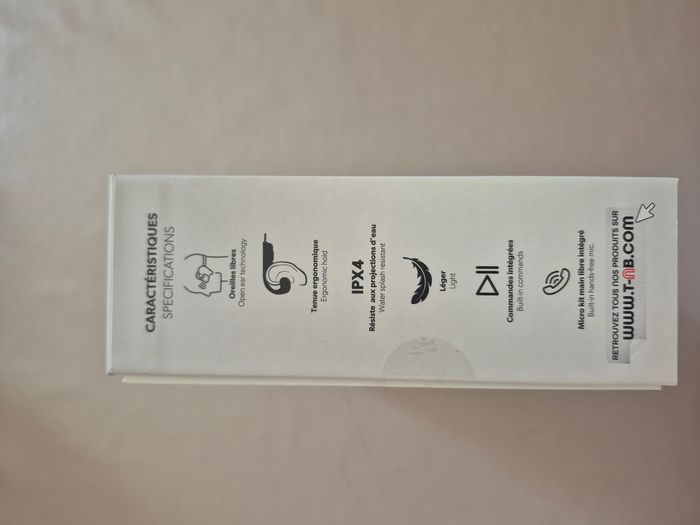 CARACTÉRISTIQUES
SPECIFICATIONS
Oreilles libres
Open ear technology
Tenue ergonomique
Ergonomic hold
IPX4
Résiste aux projections d'eau
Water splash resistant
Léger
Light
Commandes intégrées
Built-in commands
Micro kit main libre intégré
Built-in hands-free mic.
RETROUVEZ TOUS NOS PRODUITS SUR
WWW.T-NB.COM